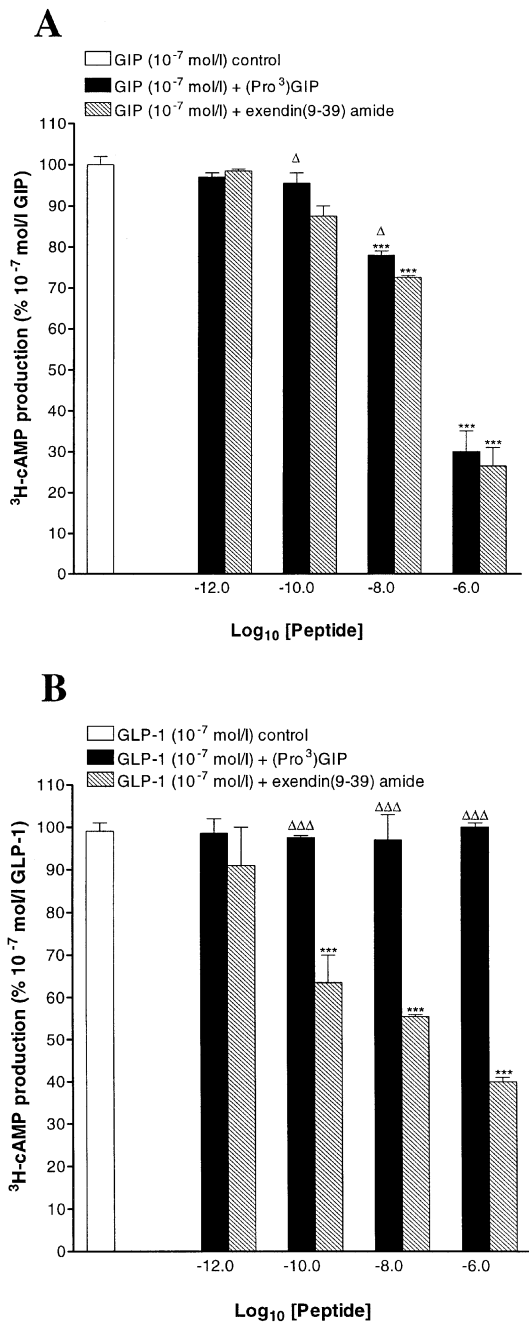 A
GIP (10⁻⁷ mol/l) control
GIP (10⁻⁷ mol/l) + (Pro³)GIP
GIP (10⁻⁷ mol/l) + exendin(9-39) amide
³H-cAMP production (% 10⁻⁷ mol/l GIP)
110
100
90
80
70
60
50
40
30
20
10
0
Δ
Δ
***
***
***
***
-12.0
-10.0
-8.0
-6.0
Log₁₀ [Peptide]
B
GLP-1 (10⁻⁷ mol/l) control
GLP-1 (10⁻⁷ mol/l) + (Pro³)GIP
GLP-1 (10⁻⁷ mol/l) + exendin(9-39) amide
³H-cAMP production (% 10⁻⁷ mol/l GLP-1)
110
100
90
80
70
60
50
40
30
20
10
0
ΔΔΔ
ΔΔΔ
ΔΔΔ
***
***
***
-12.0
-10.0
-8.0
-6.0
Log₁₀ [Peptide]